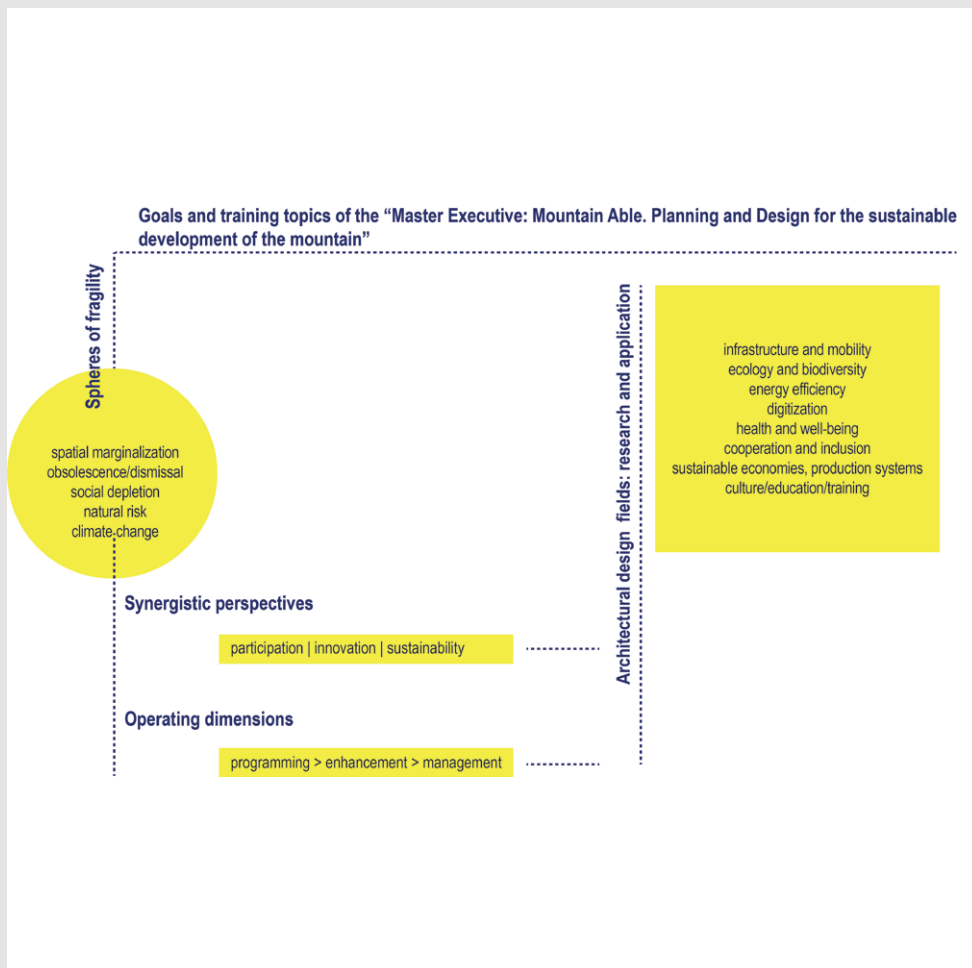 Goals and training topics of the “Master Executive: Mountain Able. Planning and Design for the sustainable
development of the mountain”
Spheres of fragility
spatial marginalization
obsolescence/dismissal
social depletion
natural risk
climate change
Synergistic perspectives
participation | innovation | sustainability
Operating dimensions
programming > enhancement > management
Architectural design fields: research and application
infrastructure and mobility
ecology and biodiversity
energy efficiency
digitization
health and well-being
cooperation and inclusion
sustainable economies, production systems
culture/education/training